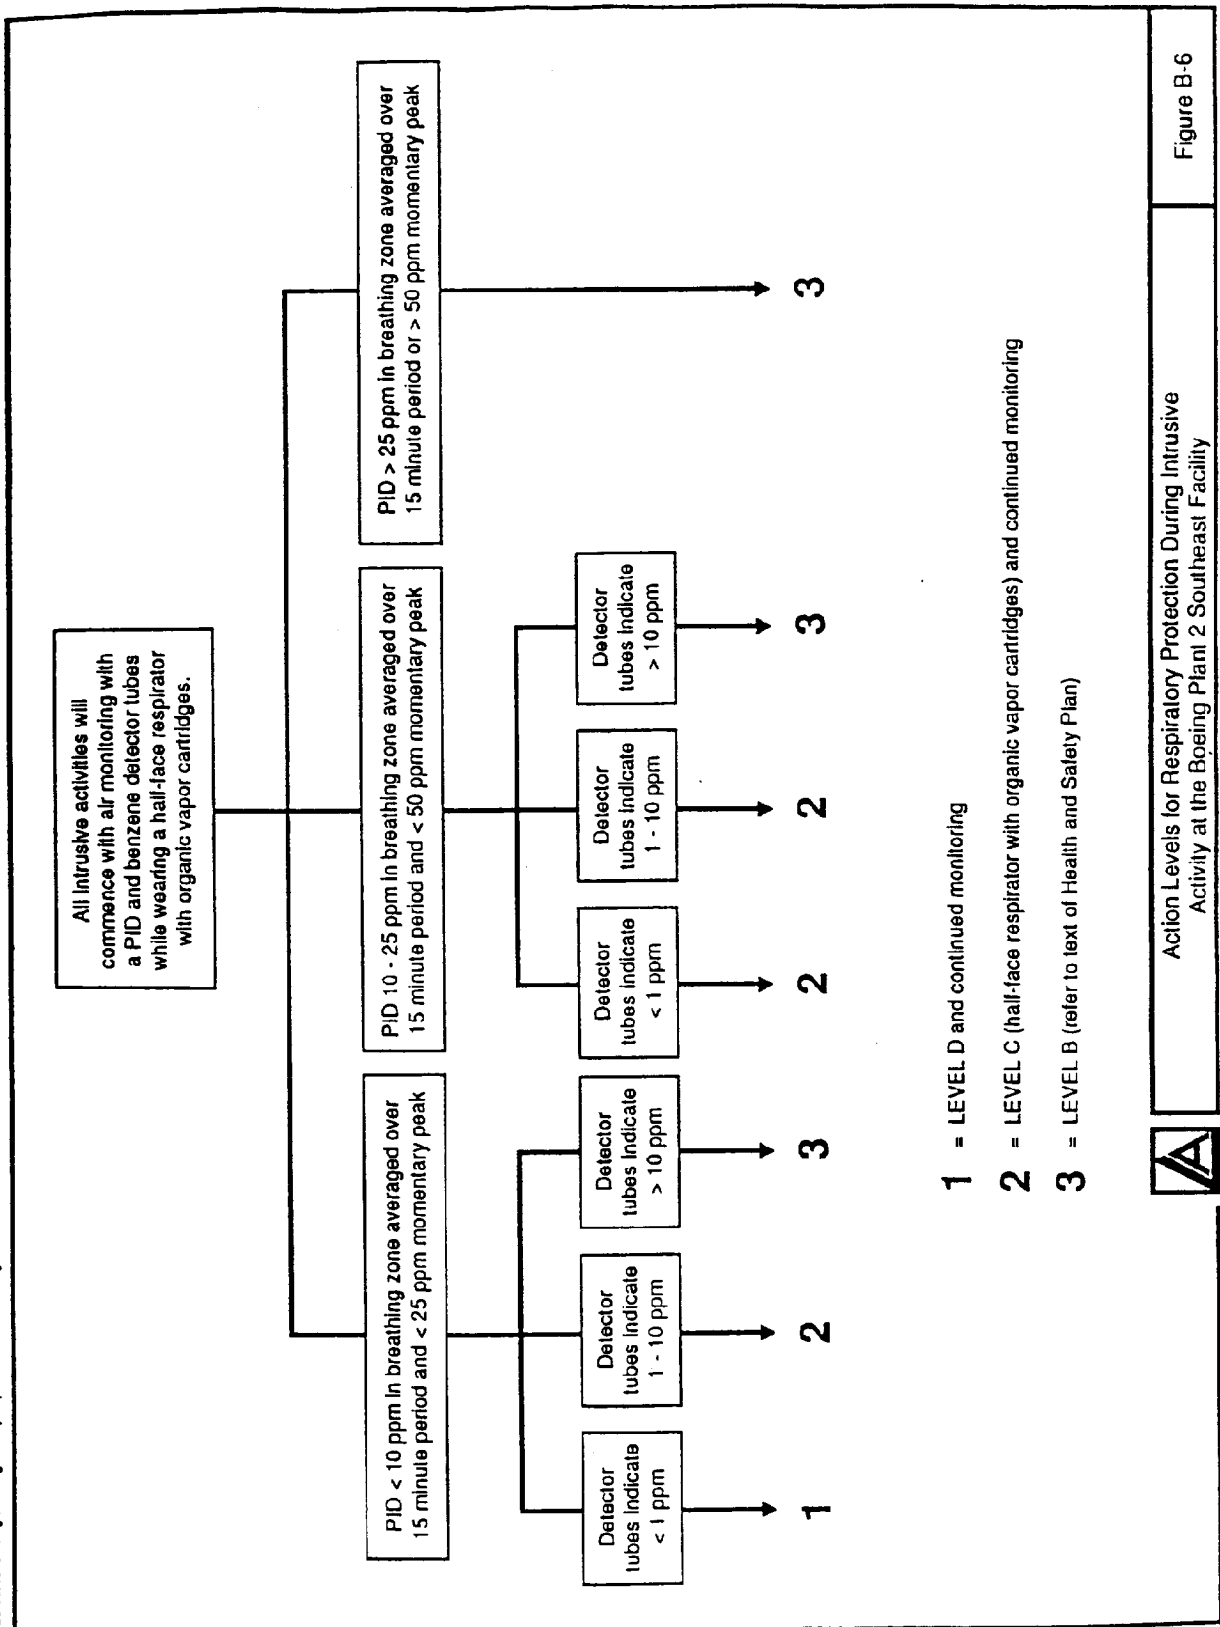 All Intrusive activities will
commence with air monitoring with
a PID and benzene detector tubes
while wearing a half-face respirator
with organic vapor cartridges.
PID < 10 ppm in breathing zone averaged over
15 minute period and < 25 ppm momentary peak
PID 10 - 25 ppm in breathing zone averaged over
15 minute period and < 50 ppm momentary peak
PID > 25 ppm in breathing zone averaged over
15 minute period or > 50 ppm momentary peak
Detector
tubes Indicate
< 1 ppm
Detector
tubes Indicate
1 - 10 ppm
Detector
tubes Indicate
> 10 ppm
Detector
tubes Indicate
< 1 ppm
Detector
tubes Indicate
1 - 10 ppm
Detector
tubes Indicate
> 10 ppm
1
2
3
2
2
3
3
1 = LEVEL D and continued monitoring
2 = LEVEL C (half-face respirator with organic vapor cartridges) and continued monitoring
3 = LEVEL B (refer to text of Health and Safety Plan)
Action Levels for Respiratory Protection During Intrusive
Activity at the Boeing Plant 2 Southeast Facility
Figure B-6